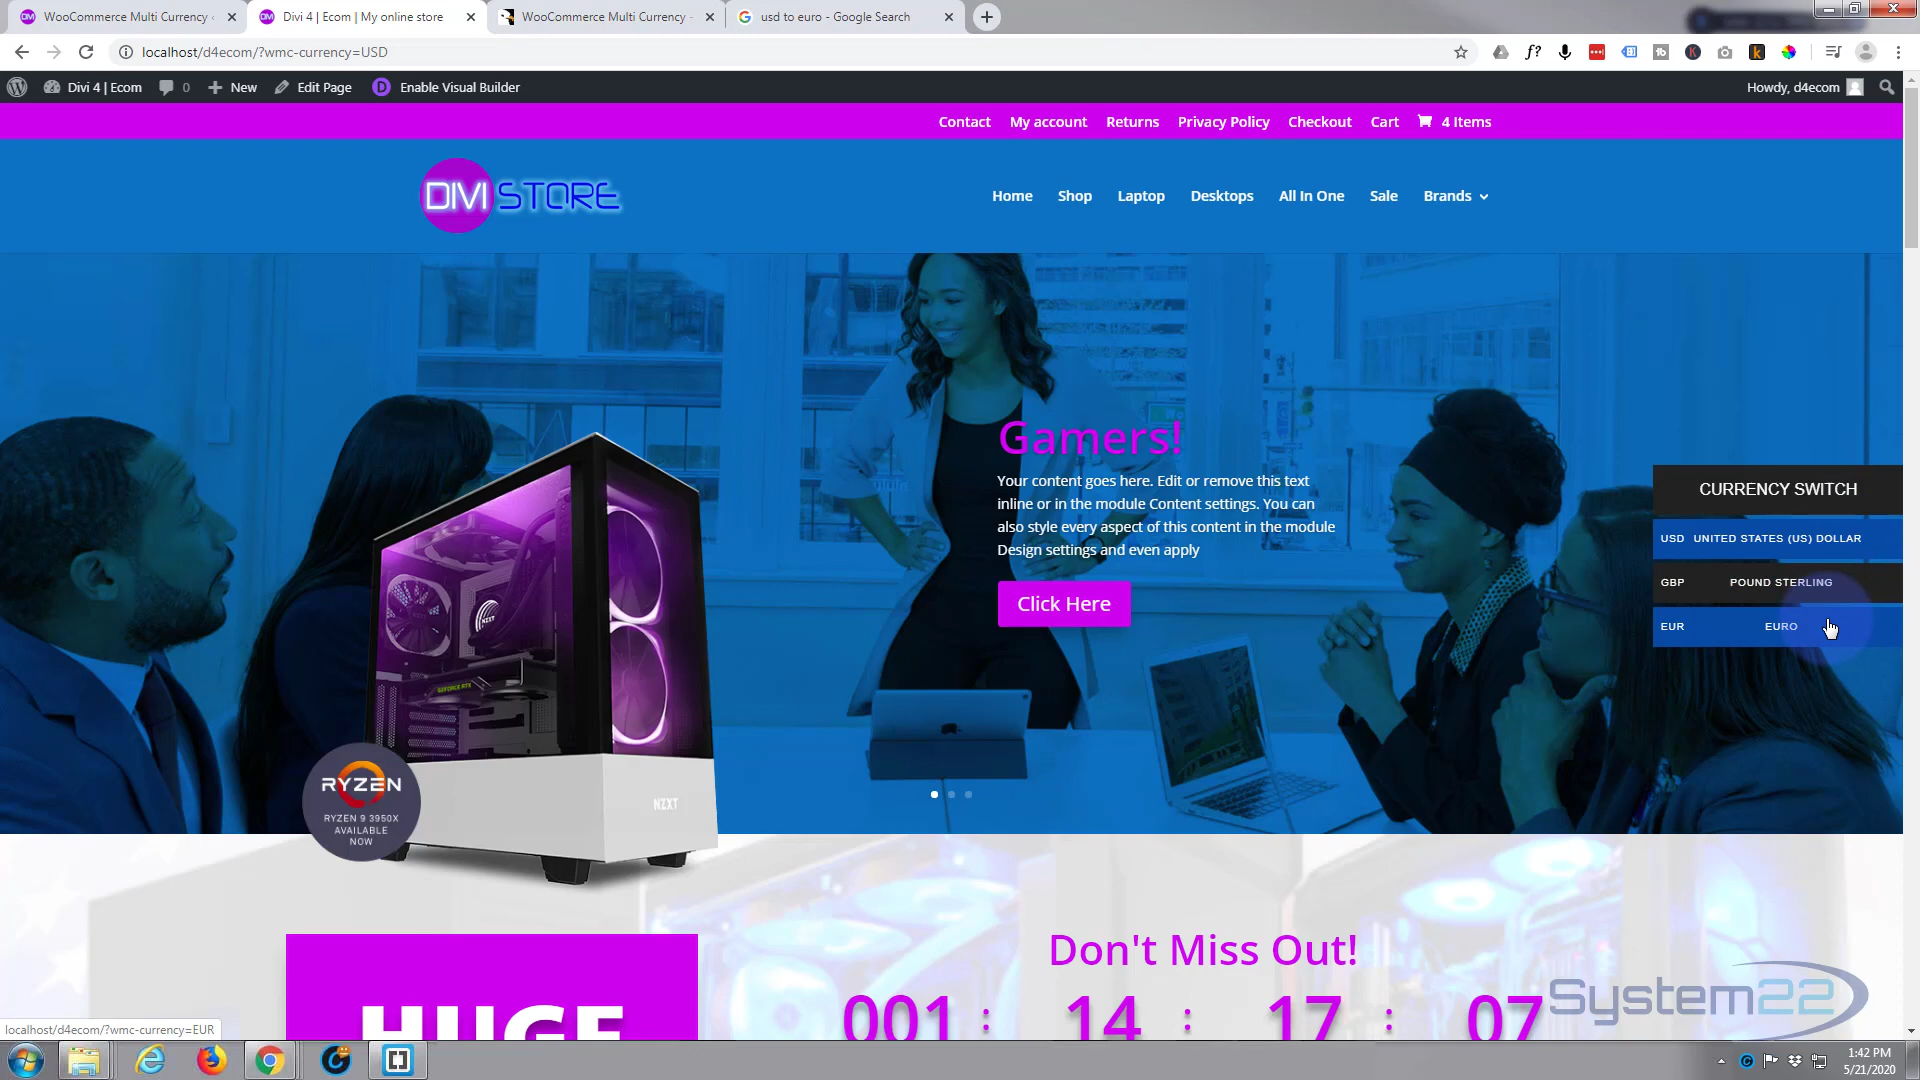 WooCommerce Multi Currency
Divi 4 | Ecom | My online store
WooCommerce Multi Currency -
usd to euro - Google Search
localhost/d4ecom/?wmc-currency=USD
Divi 4 | Ecom
0
New
Edit Page
Enable Visual Builder
Howdy, d4ecom
Contact
My account
Returns
Privacy Policy
Checkout
Cart
4 Items
DIVI STORE
Home
Shop
Laptop
Desktops
All In One
Sale
Brands
Gamers!
Your content goes here. Edit or remove this text
inline or in the module Content settings. You can
also style every aspect of this content in the module
Design settings and even apply
Click Here
CURRENCY SWITCH
USD UNITED STATES (US) DOLLAR
GBP POUND STERLING
EUR EURO
NZXT
GEFORCE RTX
NZXT
RYZEN
RYZEN 9 3950X
AVAILABLE
NOW
Don't Miss Out!
HUGE
001 : 14 : 17 : 07
System22
localhost/d4ecom/?wmc-currency=EUR
1:42 PM
5/21/2020